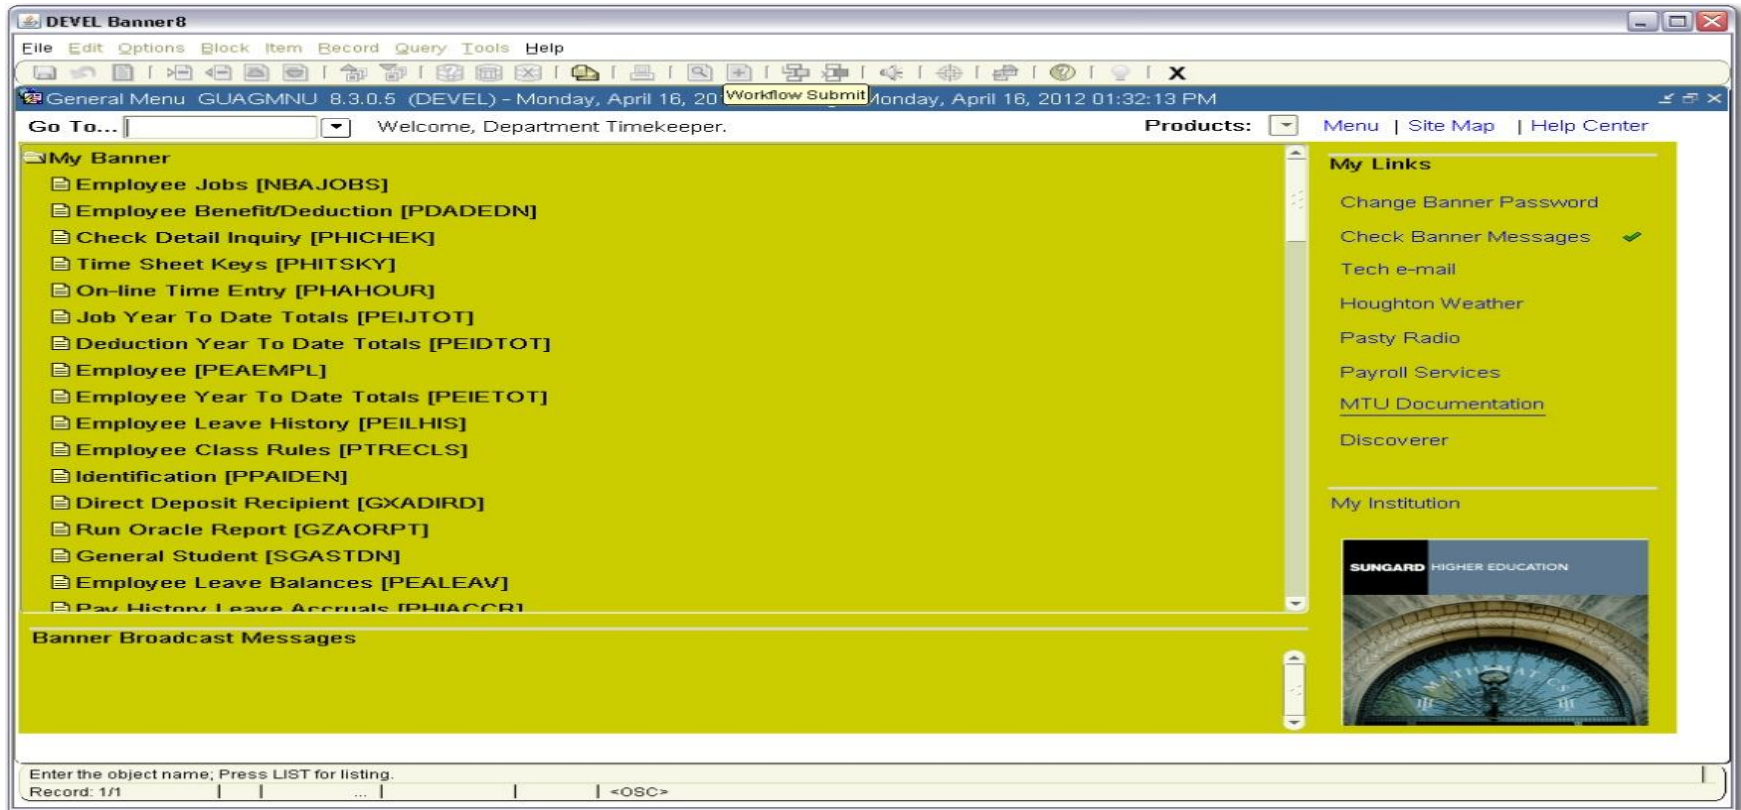 DEVEL Banner8
File Edit Options Block Item Record Query Tools Help
X
General Menu GUAGMNU 8.3.0.5 (DEVEL) - Monday, April 16, 20 Monday, April 16, 2012 01:32:13 PM
Workflow Submit
Go To... Welcome, Department Timekeeper. Products: Menu | Site Map | Help Center
My Banner
Employee Jobs [NBAJOBS]
Employee Benefit/Deduction [PDADEDN]
Check Detail Inquiry [PHICHEK]
Time Sheet Keys [PHITSKY]
On-line Time Entry [PHAHOUR]
Job Year To Date Totals [PEIJTOT]
Deduction Year To Date Totals [PEIDTOT]
Employee [PEAEMPL]
Employee Year To Date Totals [PEIETOT]
Employee Leave History [PEILHIS]
Employee Class Rules [PTRECLS]
Identification [PPAIDEN]
Direct Deposit Recipient [GXADIRD]
Run Oracle Report [GZAORPT]
General Student [SGASTDN]
Employee Leave Balances [PEALEAV]
Pay History Leave Accruals [PHIACCR]
Banner Broadcast Messages
My Links
Change Banner Password
Check Banner Messages
Tech e-mail
Houghton Weather
Pasty Radio
Payroll Services
MTU Documentation
Discoverer
My Institution
SUNGARD HIGHER EDUCATION
MATHEMATICS
Enter the object name; Press LIST for listing.
Record: 1/1 ... <OSC>